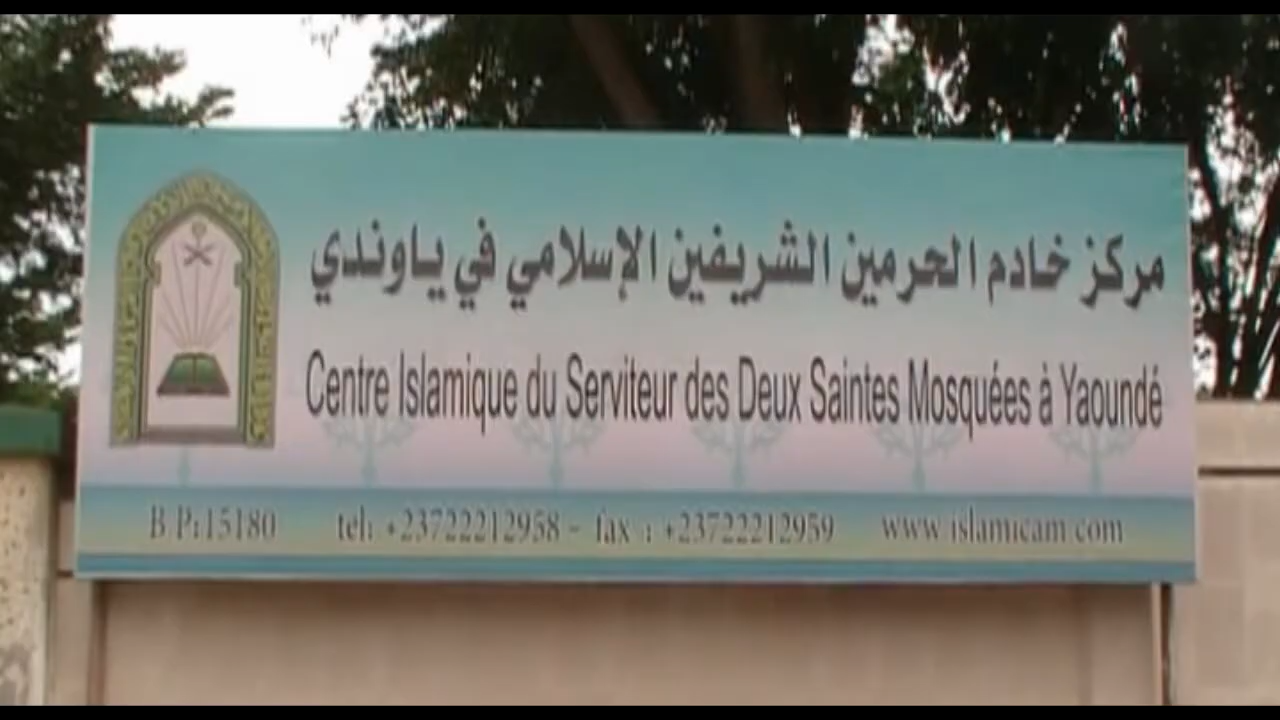 مركز خادم الحرمين الشريفين الإسلامي في ياوندي
Centre Islamique du Serviteur des Deux Saintes Mosquées à Yaoundé
B P:15180 tel: +23722212958 - fax : +23722212959 www.islamicam.com